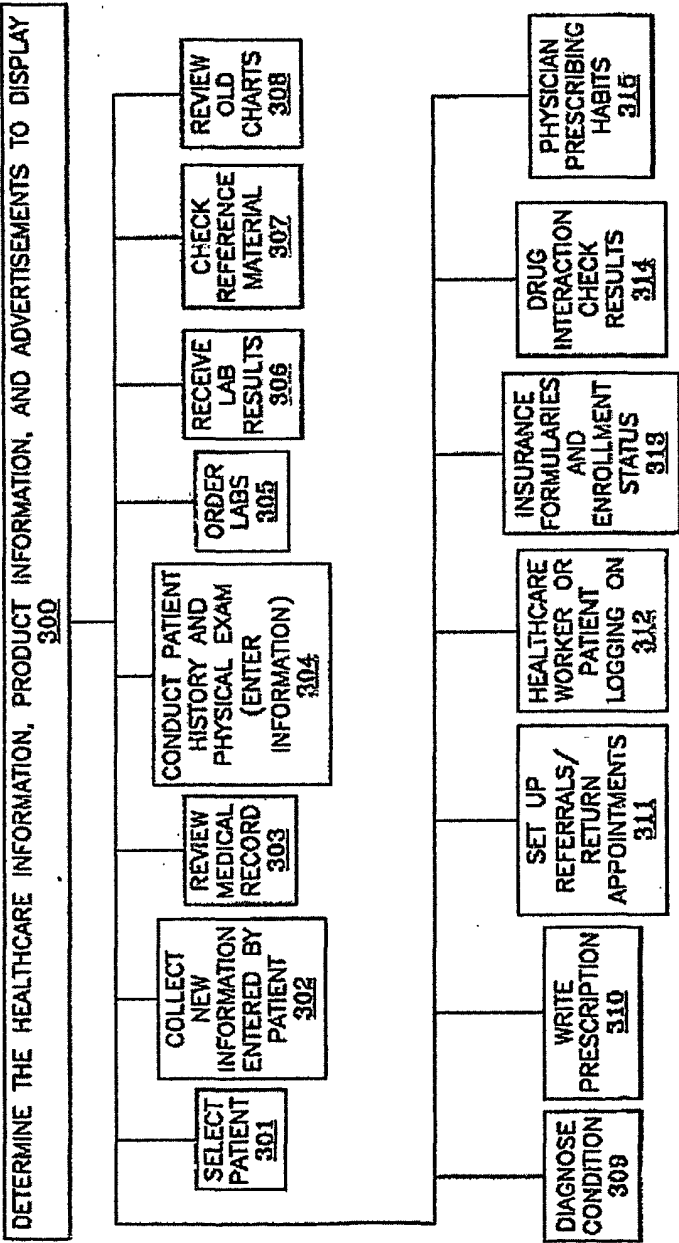 DETERMINE THE HEALTHCARE INFORMATION, PRODUCT INFORMATION, AND ADVERTISEMENTS TO DISPLAY
300
SELECT
PATIENT
301
COLLECT
NEW
INFORMATION
ENTERED BY
PATIENT
302
REVIEW
MEDICAL
RECORD
303
CONDUCT PATIENT
HISTORY AND
PHYSICAL EXAM
(ENTER
INFORMATION)
304
ORDER
LABS
305
RECEIVE
LAB
RESULTS
306
CHECK
REFERENCE
MATERIAL
307
REVIEW
OLD
CHARTS
308
DIAGNOSE
CONDITION
309
WRITE
PRESCRIPTION
310
SET UP
REFERRALS/
RETURN
APPOINTMENTS
311
HEALTHCARE
WORKER OR
PATIENT
LOGGING ON
312
INSURANCE
FORMULARIES
AND
ENROLLMENT
STATUS
313
DRUG
INTERACTION
CHECK
RESULTS
314
PHYSICIAN
PRESCRIBING
HABITS
315